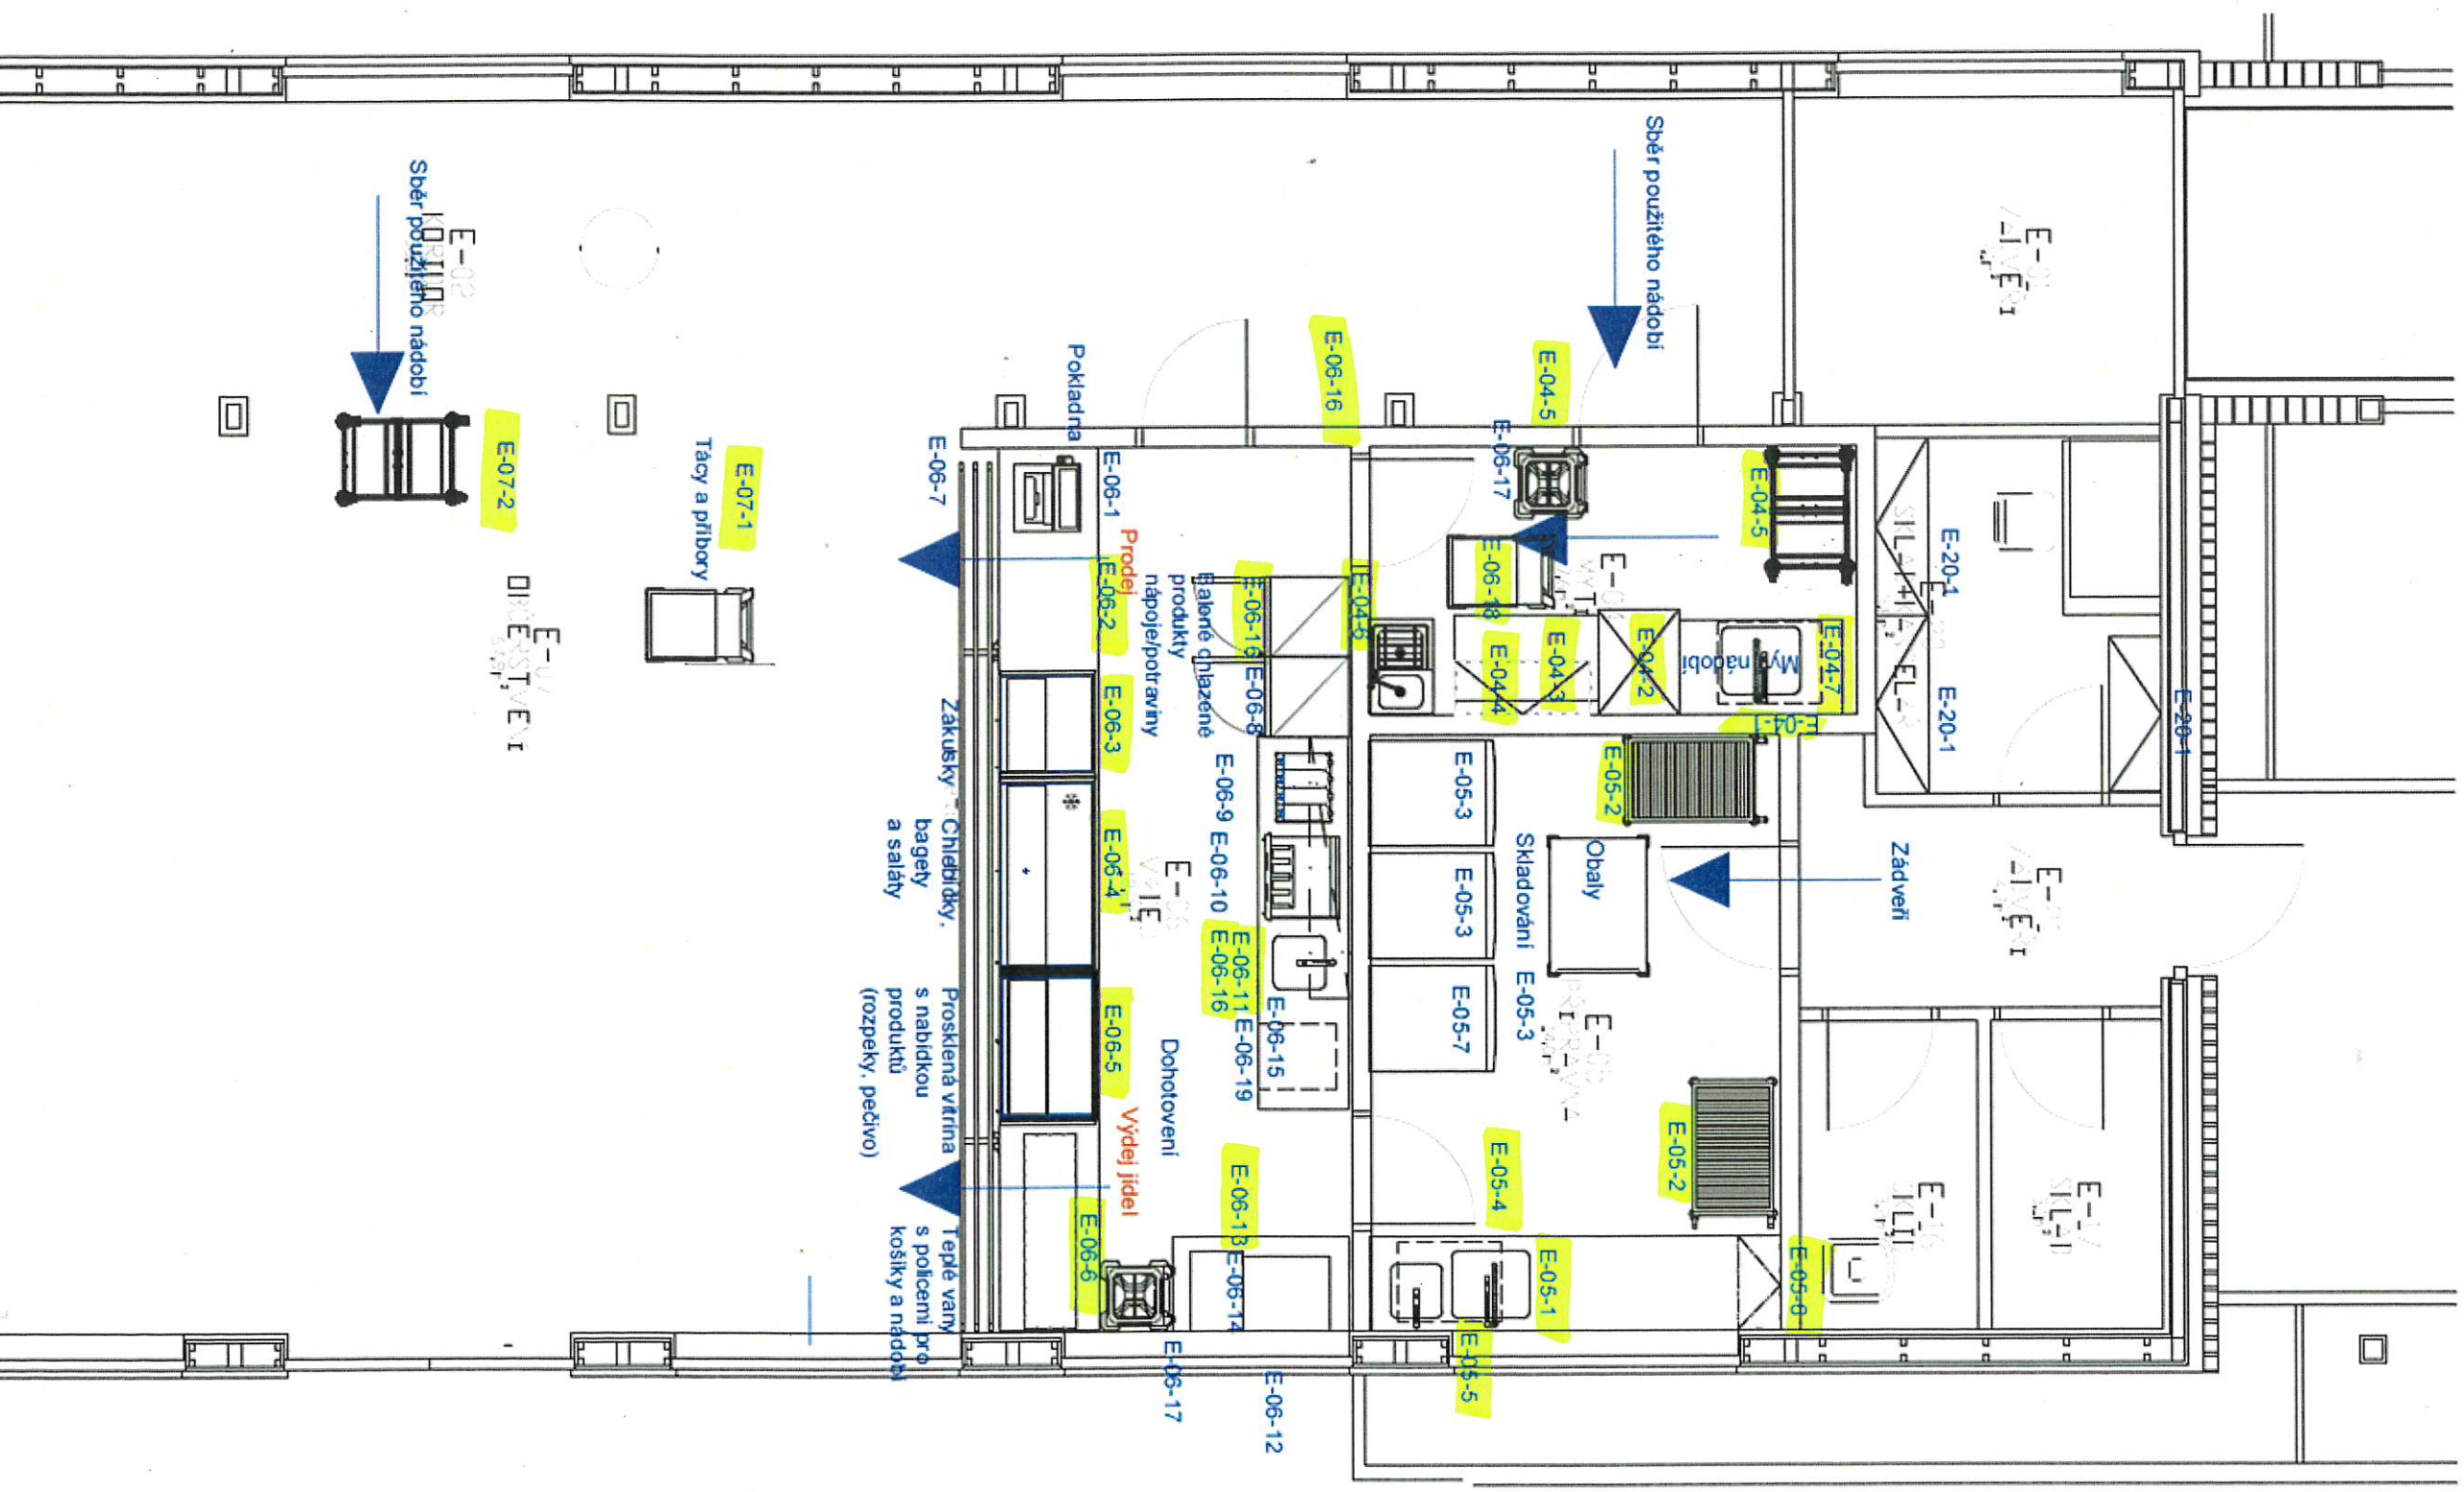 Sběr použitého nádobí
E-04-5
E-06-16
E-06-17
E-04-5
E-06-18
E-04-6
E-04-4
E-04-3
E-04-2
E-04-7
Mytí nádobí
E-20-1
E-20-1
E-20-1
Zádveří
E-05-2
E-05-3
E-05-3
E-05-7
Obaly
Skladování E-05-3
E-05
PŘÍPRAVNA
E-05-4
E-05-2
E-05-1
E-05-5
Sběr použitého nádobí
E-02
KORIDOR
E-07-2
E-07-1
Tácy a příbory
Pokladna
E-06-7
E-06-1
Prodej
E-06-2
Balené chlazené
nápoje/potraviny
produkty
E-06-16
E-06-8
E-06-3
E-06-9
E-06-10
E-06-4
E-06-11
E-06-16
E-06-15
E-06-19
E-06-5
Dohotovení
Výdej jídel
E-06-13
E-06-14
E-06-6
E-06-17
E-06-12
Zákusky
Chlebíčky,
bagety
a saláty
Prosklená vitrína
s nabídkou
produktů
(rozpeky, pečivo)
Teplé vany
s policemi pro
košíky a nádobí